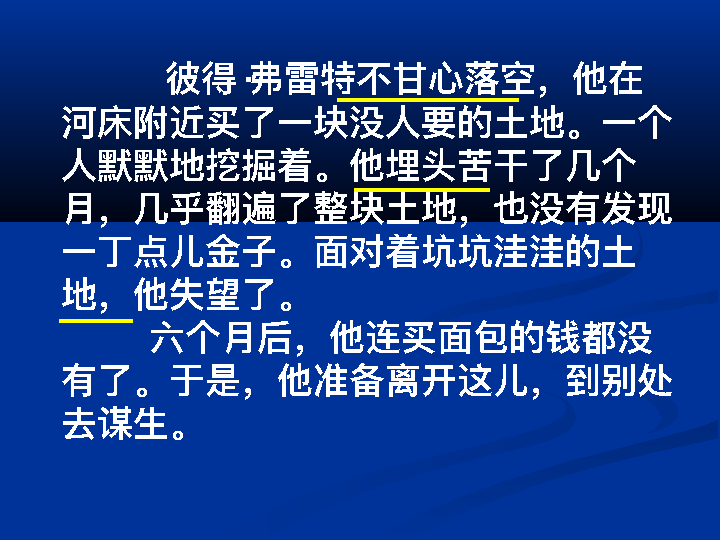 彼得·弗雷特不甘心落空，他在
河床附近买了一块没人要的土地。一个
人默默地挖掘着。他埋头苦干了几个
月，几乎翻遍了整块土地，也没有发现
一丁点儿金子。面对着坑坑洼洼的土
地，他失望了。
六个月后，他连买面包的钱都没
有了。于是，他准备离开这儿，到别处
去谋生。